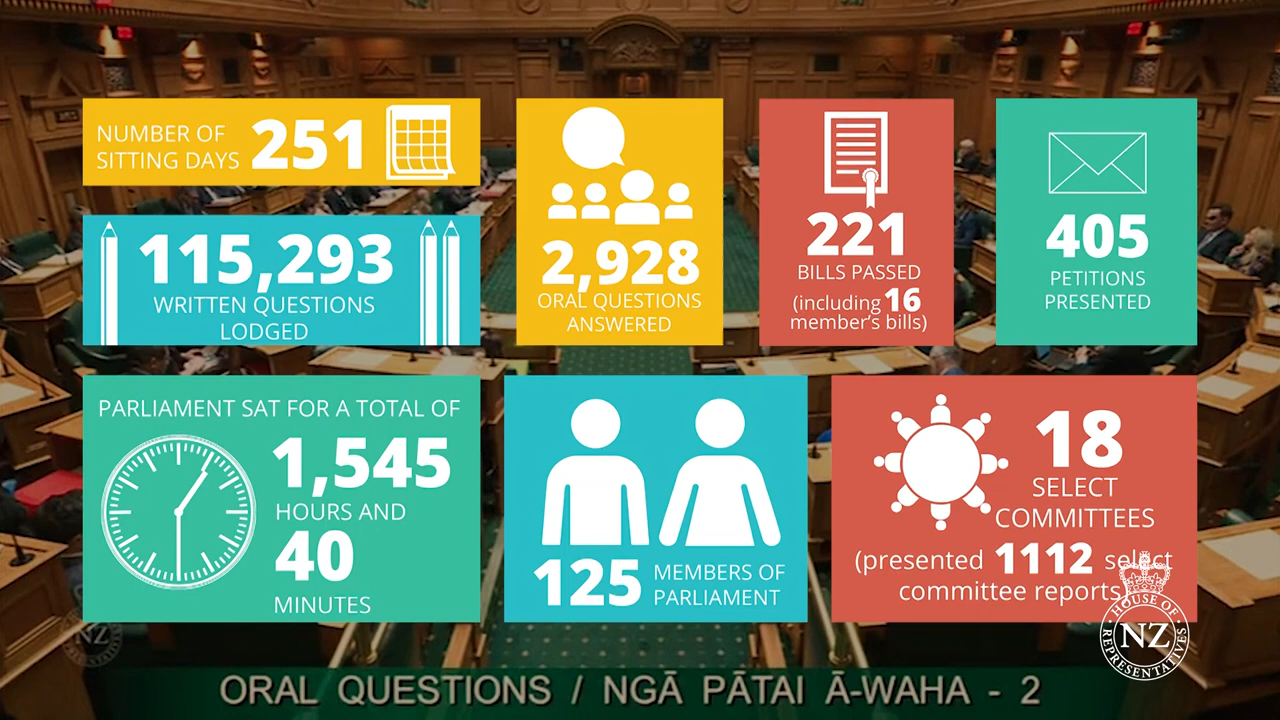 NUMBER OF
SITTING DAYS 251
115,293
WRITTEN QUESTIONS
LODGED
2,928
ORAL QUESTIONS
ANSWERED
221
BILLS PASSED
(including 16
member's bills)
405
PETITIONS
PRESENTED
PARLIAMENT SAT FOR A TOTAL OF
1,545
HOURS AND
40
MINUTES
125 MEMBERS OF
PARLIAMENT
18
SELECT
COMMITTEES
(presented 1112 select
committee reports
HOUSE OF
NZ
REPRESENTATIVES
NZ
ORAL QUESTIONS / NGĀ PĀTAI Ā-WAHA - 2